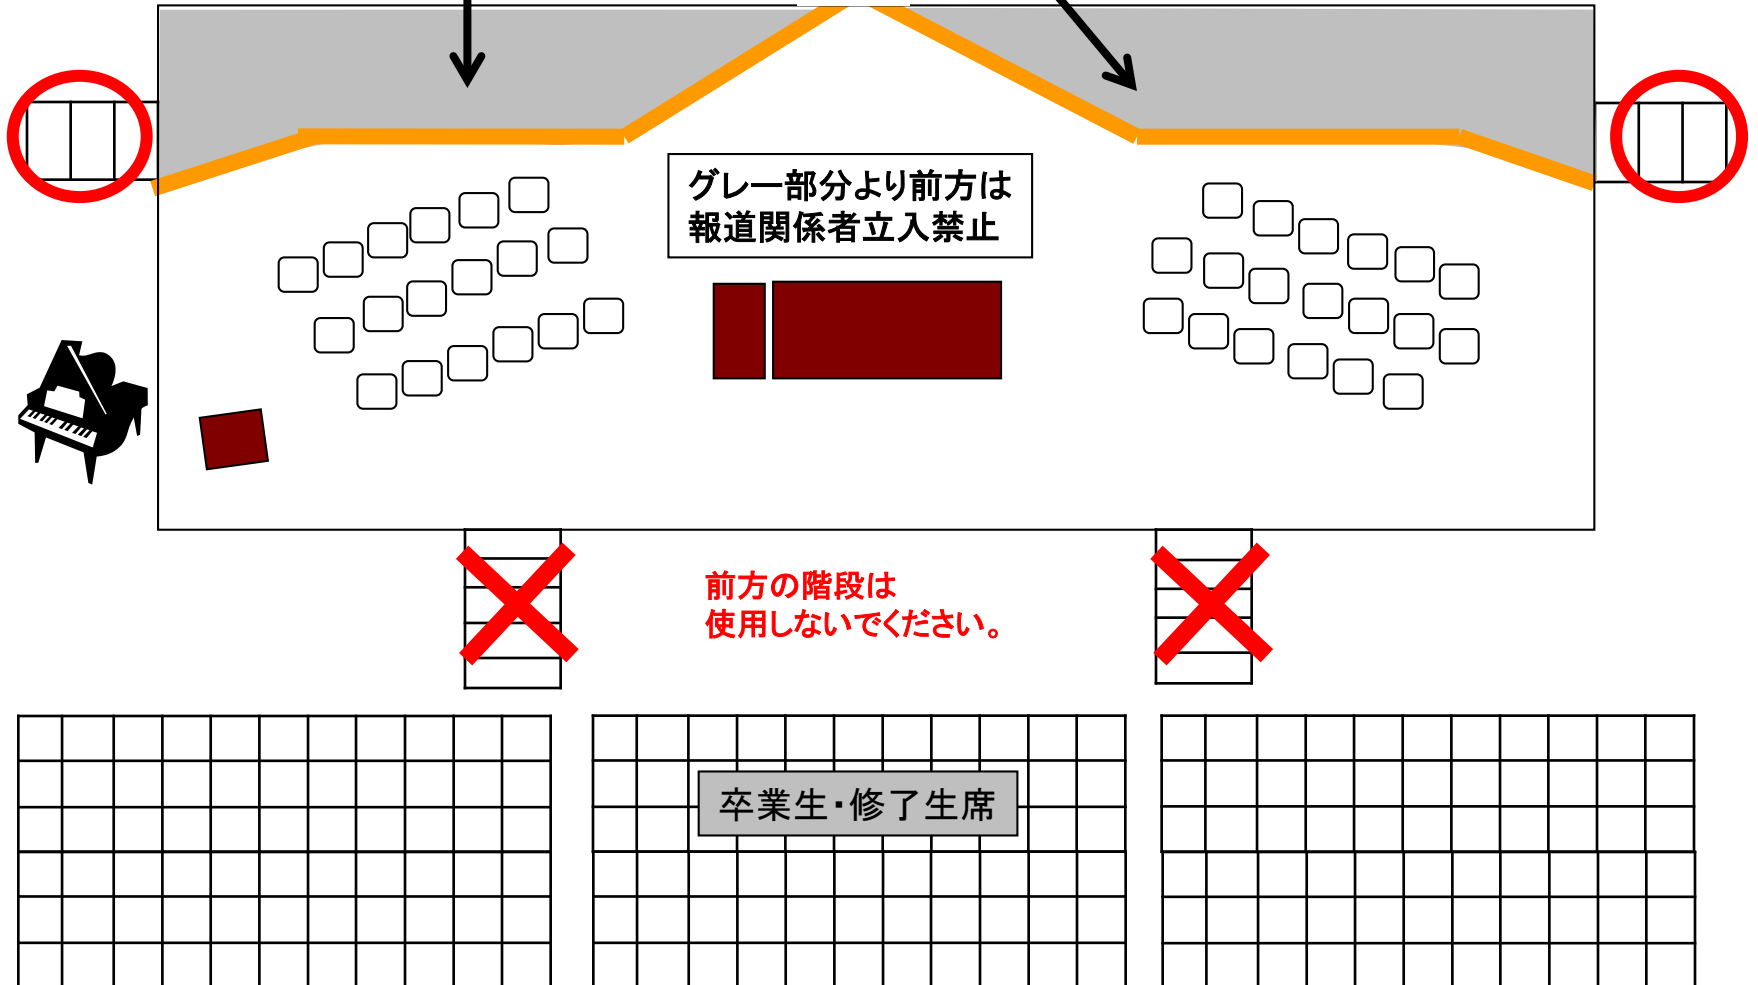 グレー部分より前方は
報道関係者立入禁止
前方の階段は
使用しないでください。
卒業生・修了生席